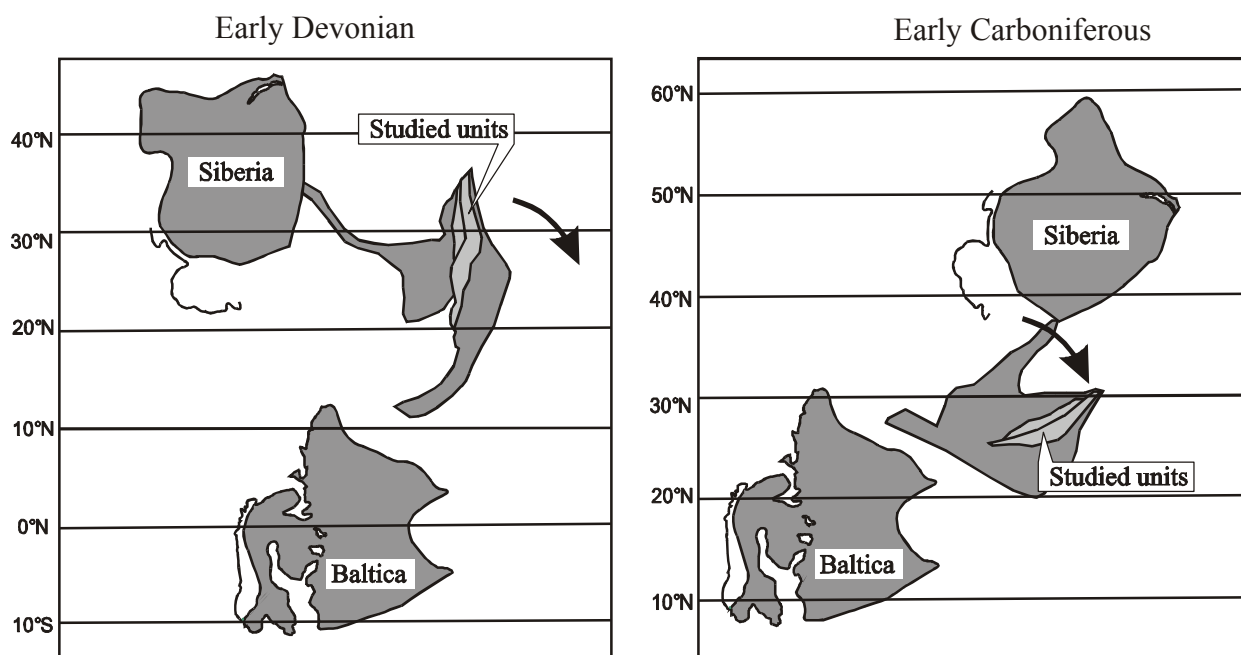 Early Devonian
Early Carboniferous
40°N
30°N
20°N
10°N
0°N
10°S
Siberia
Studied units
Baltica
60°N
50°N
40°N
30°N
20°N
10°N
Siberia
Studied units
Baltica